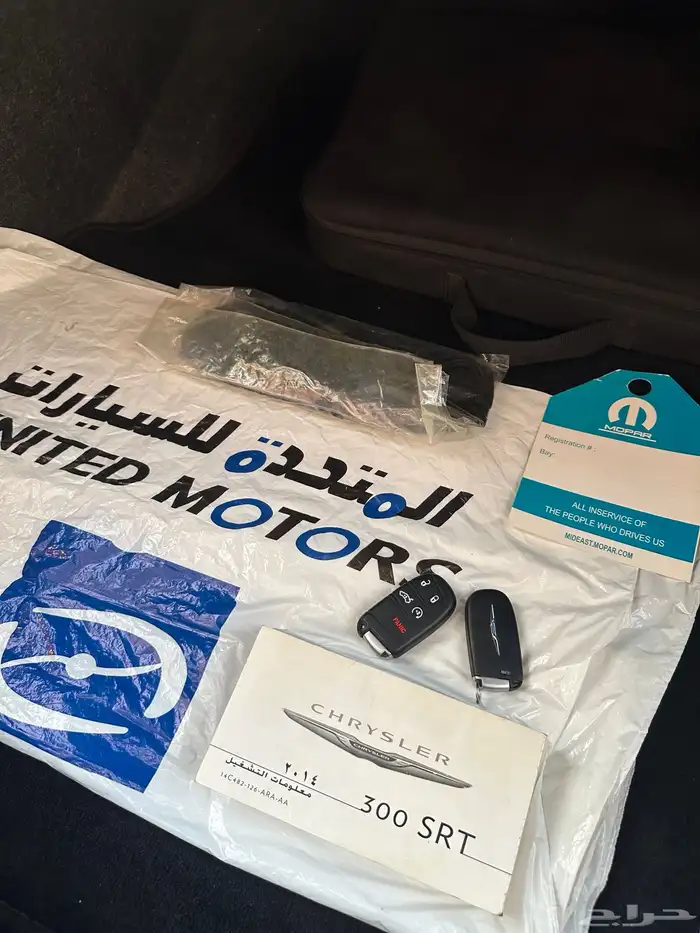 المتحدة للسيارات
UNITED MOTORS
MOPAR
Registration # :
Bay:
ALL INSERVICE OF
THE PEOPLE WHO DRIVES US
MIDEAST.MOPAR.COM
PANIC
CHRYSLER
CHRYSLER
٢٠١٤
معلومات التشغيل
14C482-126-ARA-AA
300 SRT
حراج